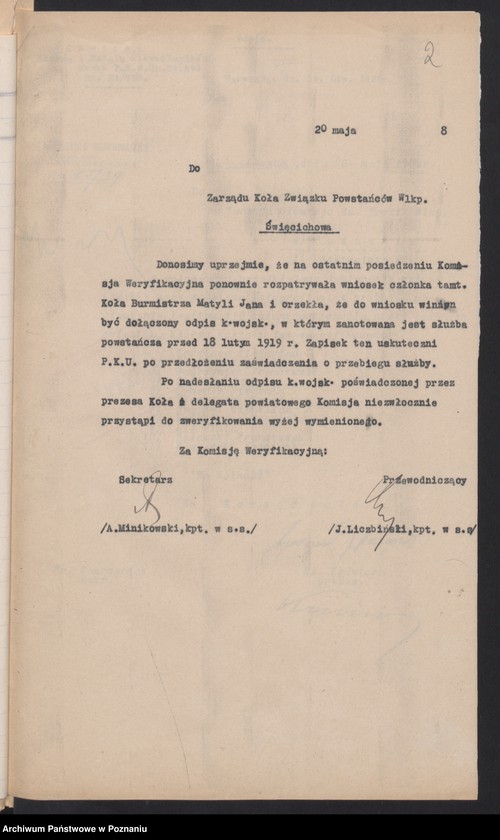 2
20 maja 8
Do
Zarządu Koła Związku Powstańców Wlkp.
Święcichowa
Donosimy uprzejmie, że na ostatnim posiedzeniu Komi-
sja Weryfikacyjna ponownie rozpatrywała wniosek członka tamt.
Koła Burmistrza Matyli Jana i orzekła, że do wniosku winien
być dołączony odpis k.wojsk., w którym zanotowana jest służba
powstańcza przed 18 lutym 1919 r. Zapisek ten uskuteczni
P.K.U. po przedłożeniu zaświadczenia o przebiegu służby.
Po nadesłaniu odpisu k.wojsk. poświadczonej przez
prezesa Koła i delegata powiatowego Komisja niezwłocznie
przystąpi do zweryfikowania wyżej wymienionego.
Za Komisję Weryfikacyjną:
Sekretarz Przewodniczący
/A.Minikowski,kpt. w s.s./ /J.Liczbiński,kpt. w s.s/
Archiwum Państwowe w Poznaniu